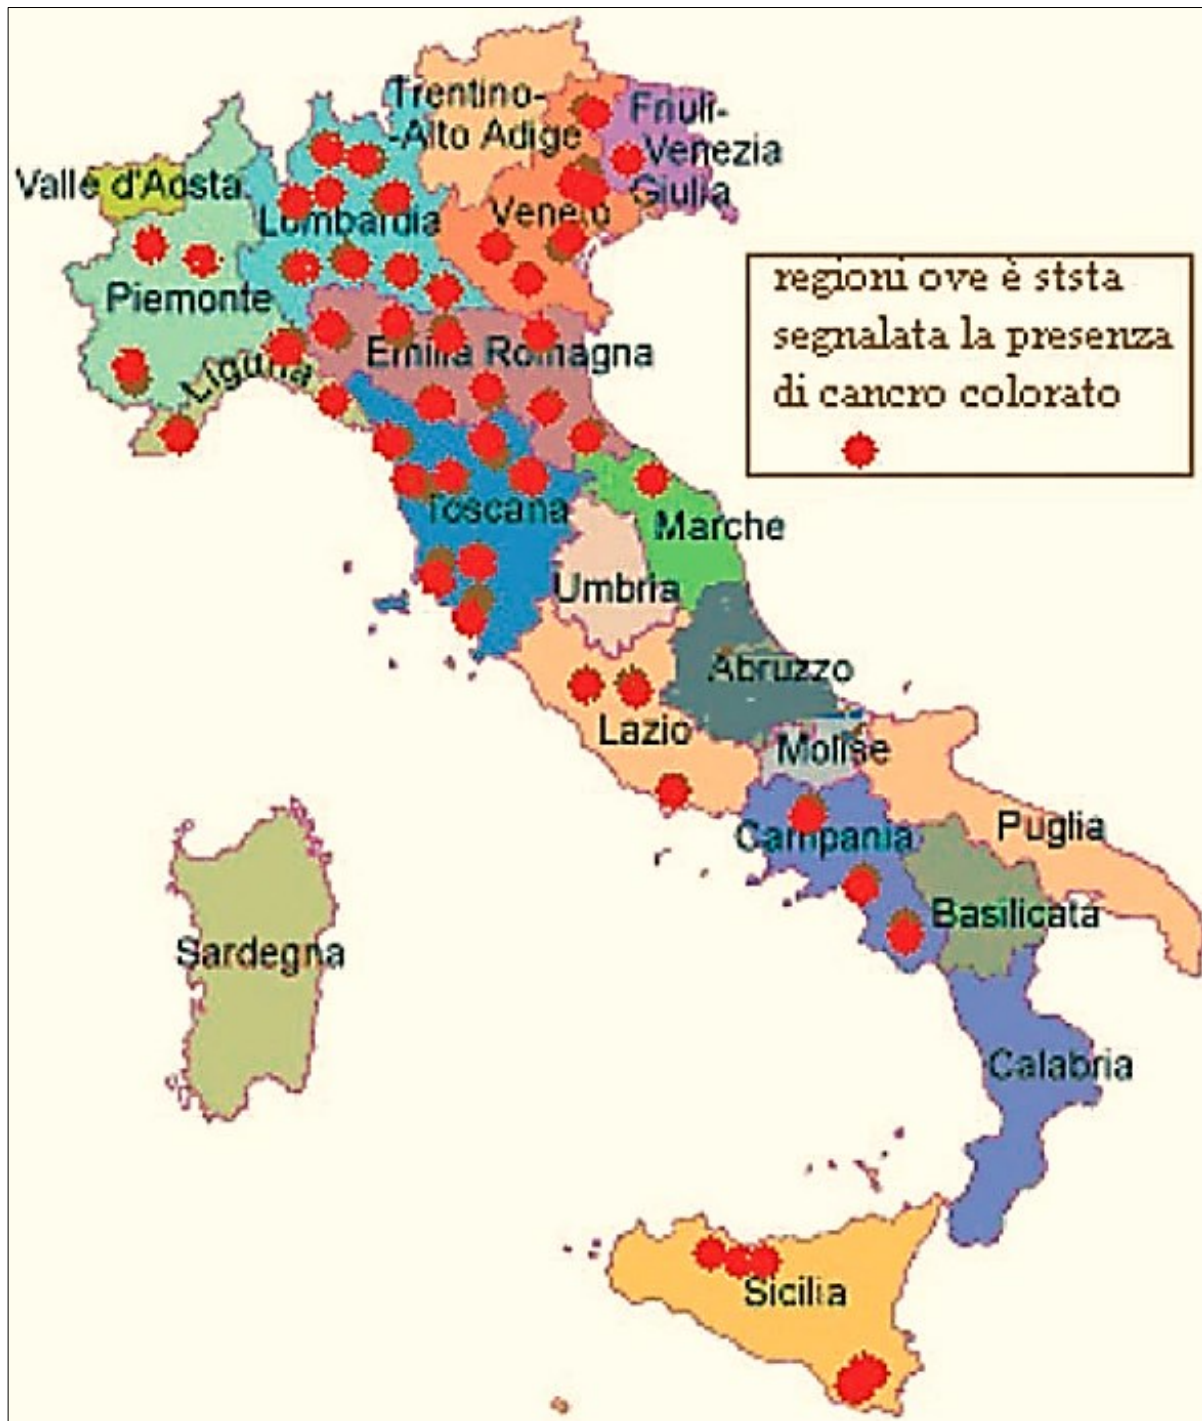 Trentino-
-Alto Adige
Friuli-
Venezia
Giulia
Valle d'Aosta
Lombardia
Veneto
Piemonte
Liguria
Emilia Romagna
regioni ove è ststa
segnalata la presenza
di cancro colorato
Toscana
Marche
Umbria
Abruzzo
Lazio
Molise
Campania
Puglia
Basilicata
Sardegna
Calabria
Sicilia